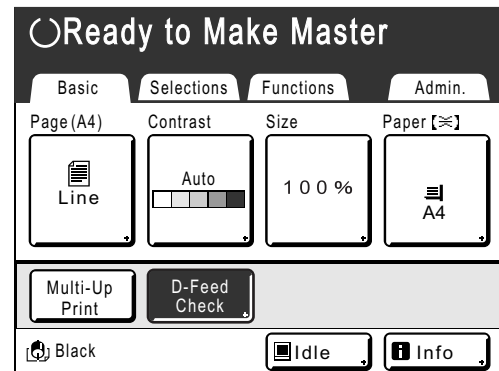 Ready to Make Master
Basic Selections Functions Admin.
Page(A4) Contrast Size Paper【※】
Line
Auto
100%
A4
Multi-Up
Print
D-Feed
Check
Black Idle Info